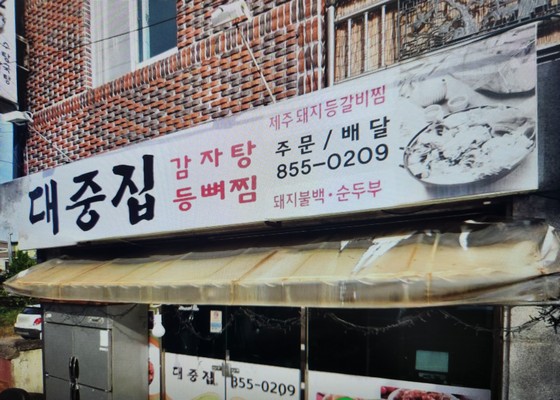 대중집
감자탕
등뼈찜
제주돼지등갈비찜
주문/배달
855-0209
돼지불백·순두부
대중집 855-0209